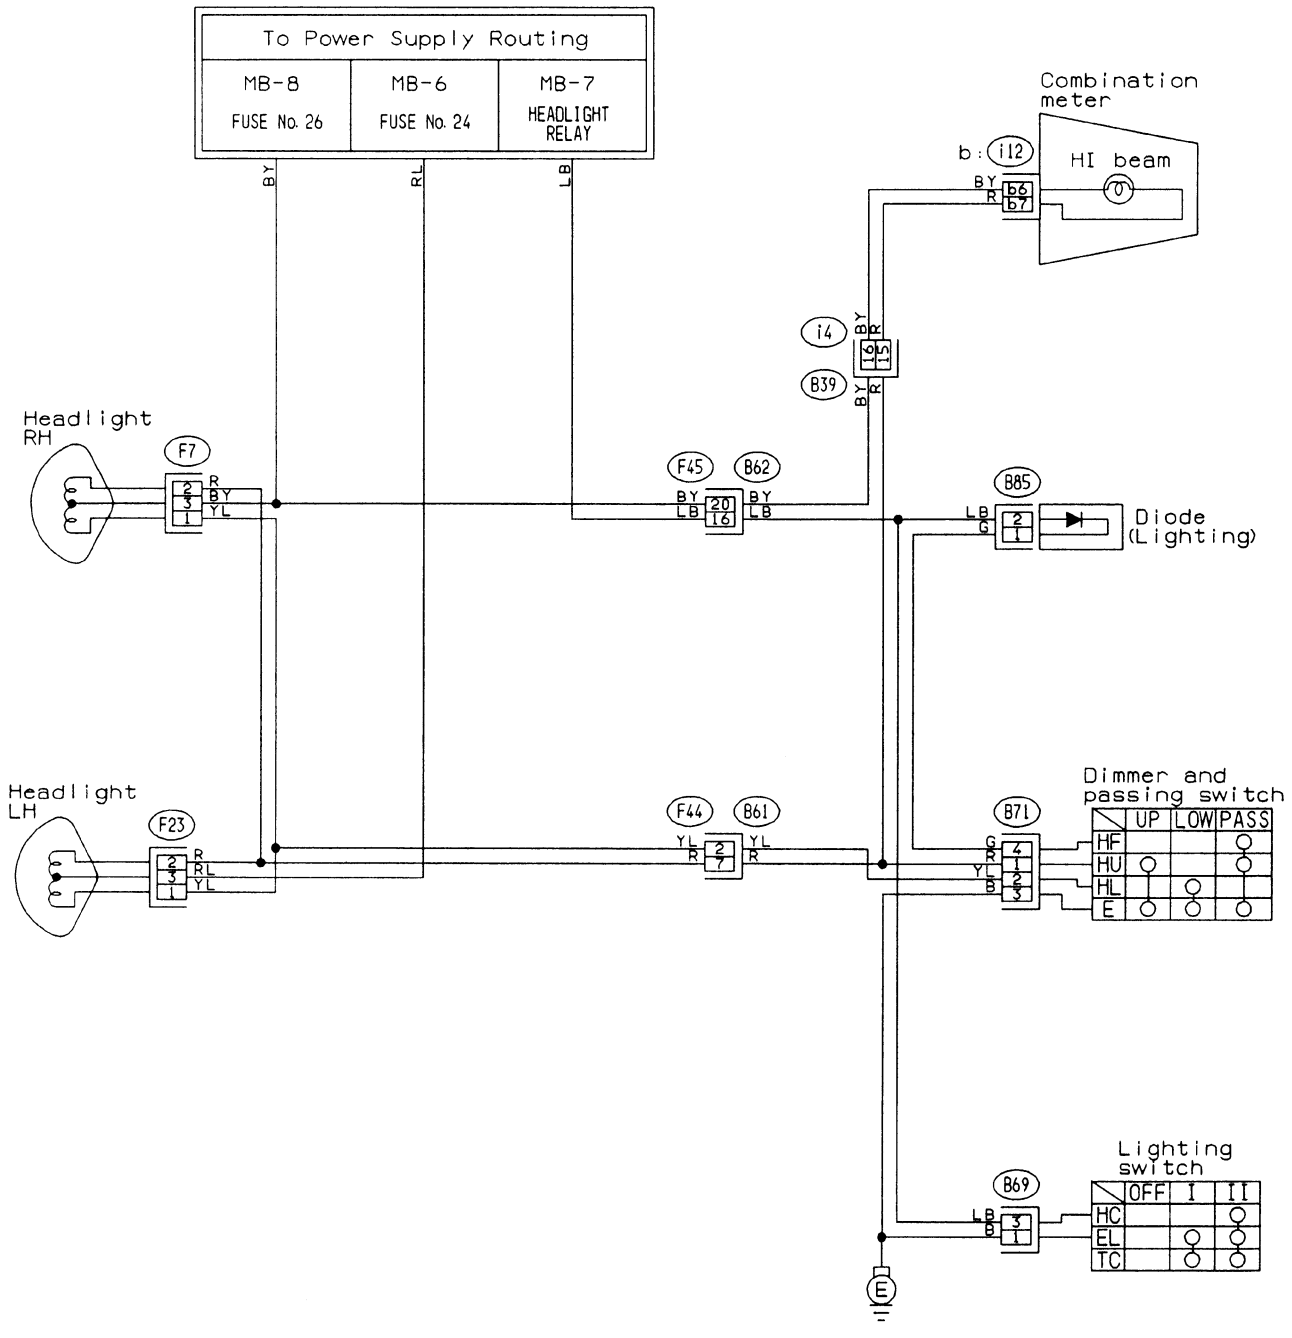 To Power Supply Routing
MB-8
MB-6
MB-7
FUSE No. 26
FUSE No. 24
HEADLIGHT
RELAY
BY
RL
LB
Combination
meter
b: i12
HI beam
BY
b6
R
b7
BY
R
i4
16
15
B39
BY
R
Headlight
RH
F7
2
R
3
BY
1
YL
F45
B62
BY
20
BY
LB
16
LB
B85
LB
2
G
1
Diode
(Lighting)
Headlight
LH
F23
2
R
3
RL
1
YL
F44
B61
YL
2
YL
R
7
R
B71
G
4
R
1
YL
2
B
3
Dimmer and
passing switch
UP LOW PASS
HF
HU
HL
E
Lighting
switch
B69
LB
3
B
1
OFF I II
HC
EL
TC
E